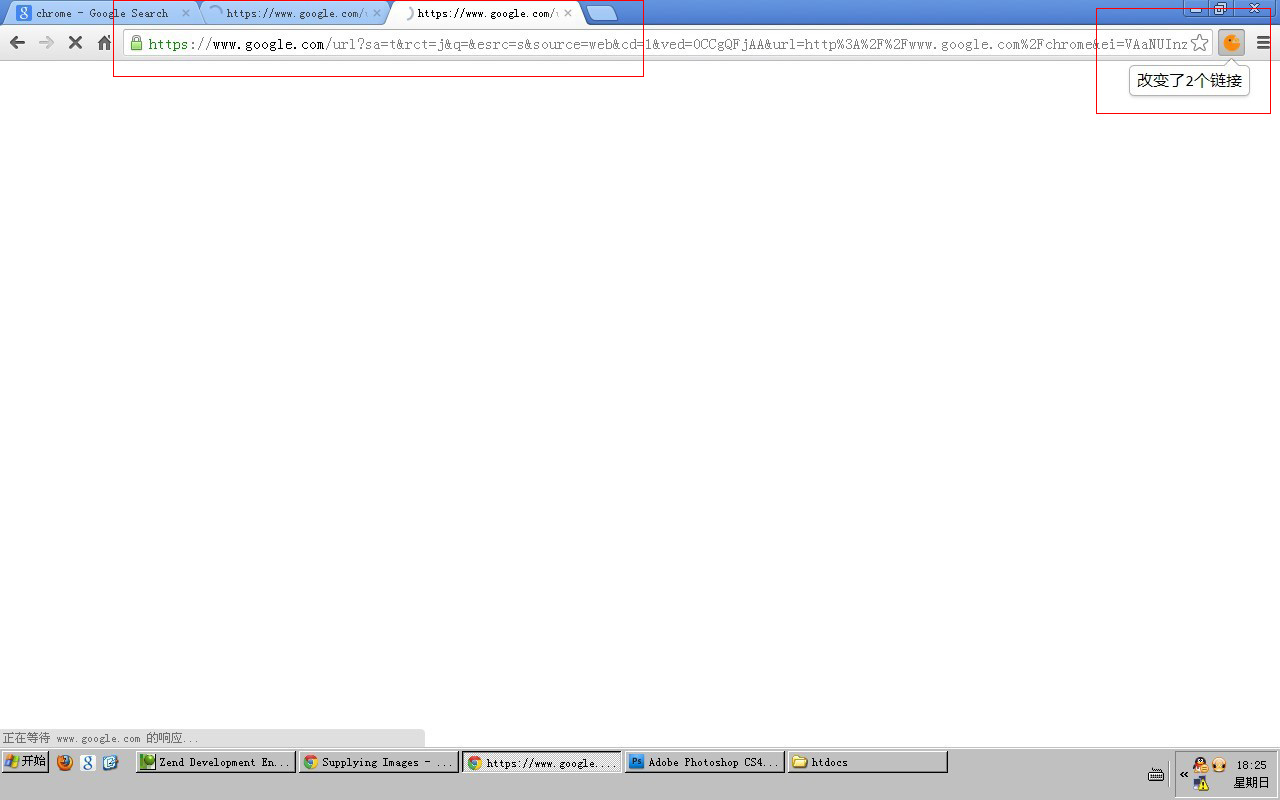 chrome - Google Search
https://www.google.com/
https://www.google.com/
https://www.google.com/url?sa=t&rct=j&q=&esrc=s&source=web&cd=1&ved=0CCgQFjAA&url=http%3A%2F%2Fwww.google.com%2Fchrome&ei=VAaNUInz
改变了2个链接
正在等待 www.google.com 的响应...
开始
Zend Development En...
Supplying Images - ...
https://www.google....
Adobe Photoshop CS4...
htdocs
18:25
星期日